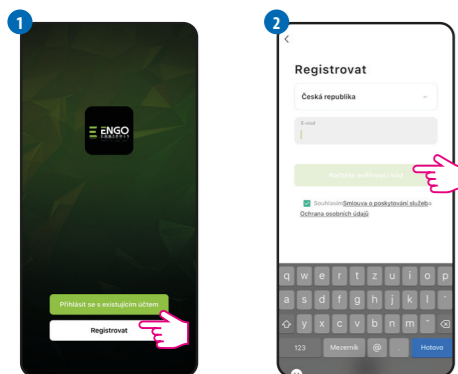 1
ENGO
CONTROLS
Přihlásit se s existujícím účtem
Registrovat
2
Registrovat
Česká republika
E-mail
Souhlasím Smlouva o poskytování služeb a
Ochrana osobních údajů
q w e r t z u i o p
a s d f g h j k l
y x c v b n m
123 Mezerník @ . Hotovo